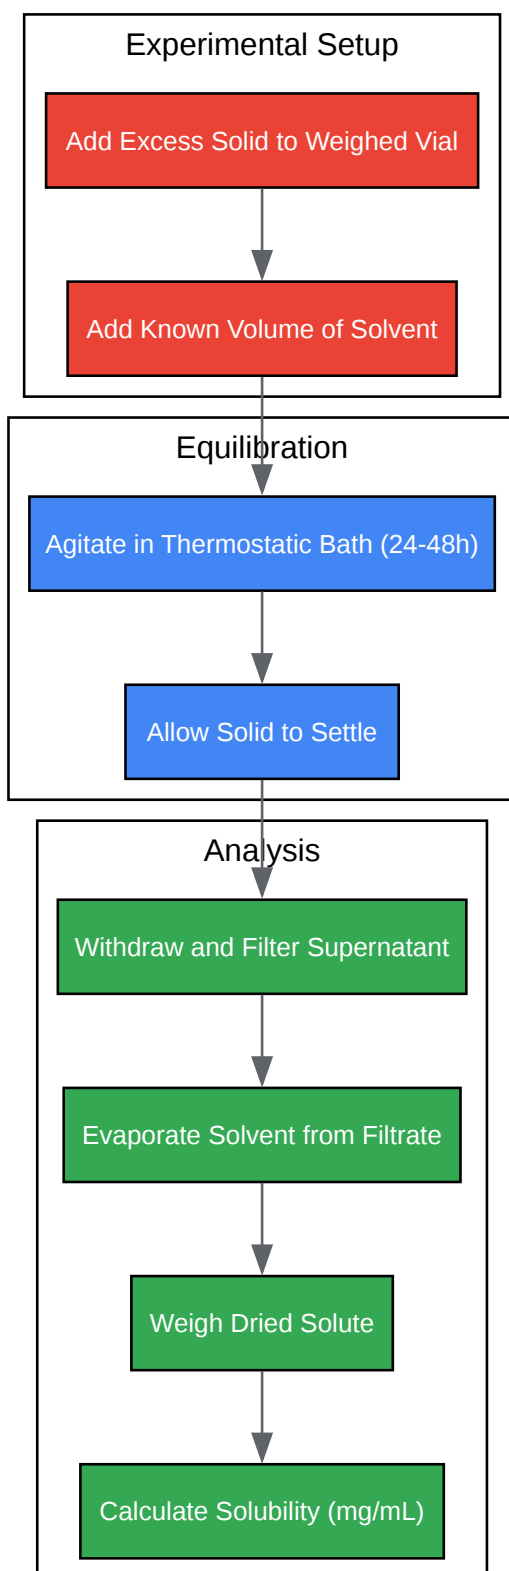 Experimental Setup
Add Excess Solid to Weighed Vial
Add Known Volume of Solvent
Equilibration
Agitate in Thermostatic Bath (24-48h)
Allow Solid to Settle
Analysis
Withdraw and Filter Supernatant
Evaporate Solvent from Filtrate
Weigh Dried Solute
Calculate Solubility (mg/mL)